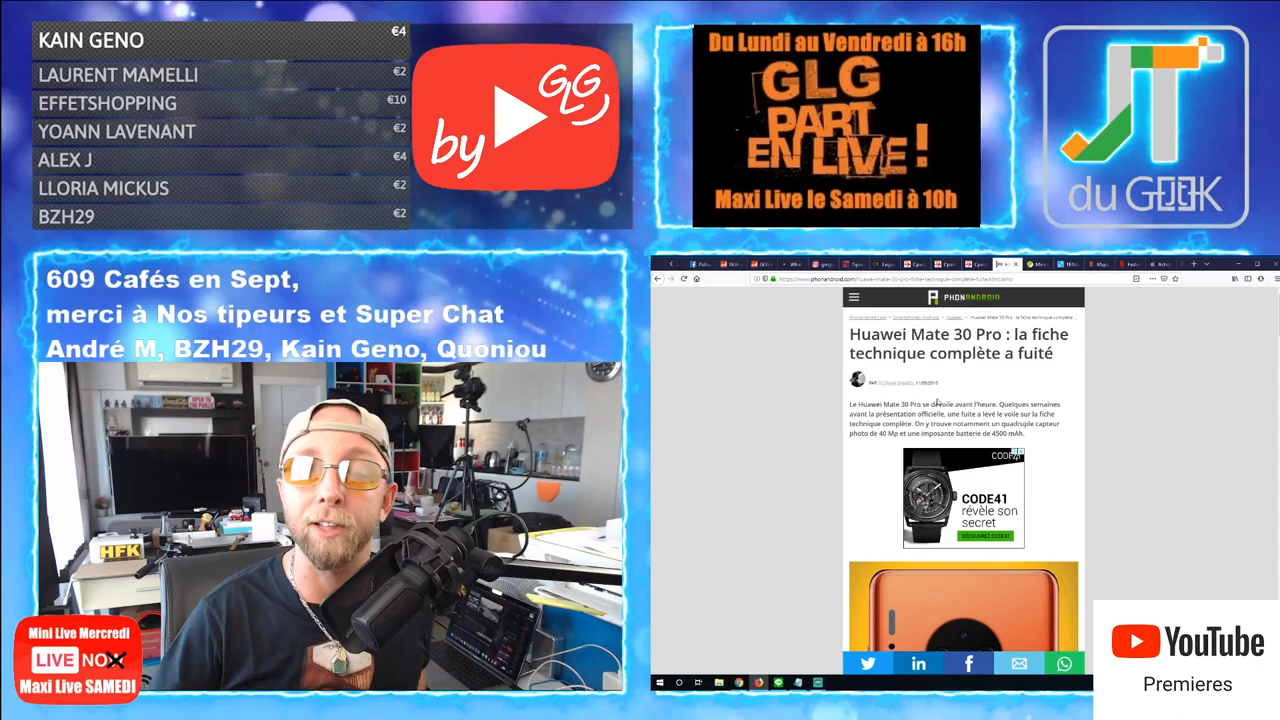 KAIN GENO €4
LAURENT MAMELLI €2
EFFETSHOPPING €10
YOANN LAVENANT €2
ALEX J €4
LLORIA MICKUS €2
BZH29 €2
by GLG
Du Lundi au Vendredi à 16h
GLG
PART
EN LIVE !
Maxi Live le Samedi à 10h
JT
du GEEK
609 Cafés en Sept,
merci à Nos tipeurs et Super Chat
André M, BZH29, Kain Geno, Quoniou
HFK
Mini Live Mercredi
LIVE NOW
Maxi Live SAMEDI
PHONANDROID
Huawei Mate 30 Pro : la fiche
technique complète a fuité
Le Huawei Mate 30 Pro se dévoile avant l'heure. Quelques semaines
avant la présentation officielle, une fuite a levé le voile sur la fiche
technique complète. On y trouve notamment un quadruple capteur
photo de 40 Mp et une imposante batterie de 4500 mAh.
CODE41
CODE41
révèle son
secret
DÉCOUVREZ CODE41
YouTube
Premieres